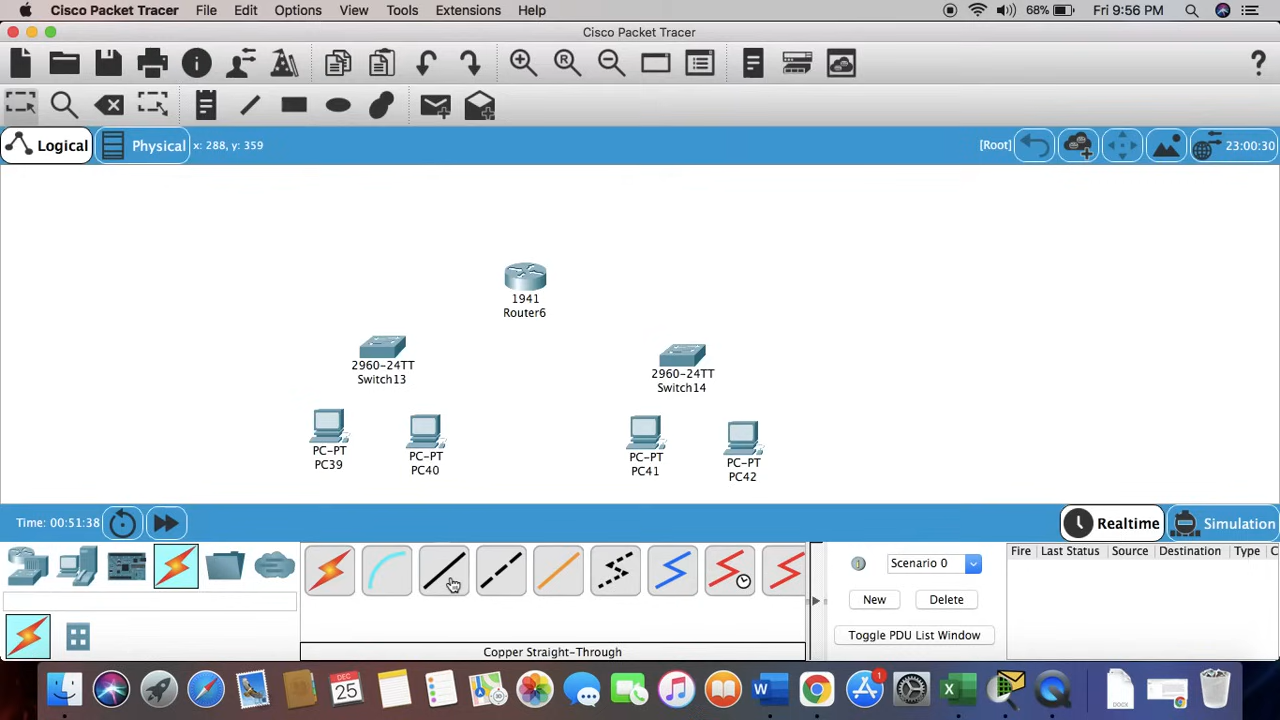 Cisco Packet Tracer File Edit Options View Tools Extensions Help 68% Fri 9:56 PM
Cisco Packet Tracer
Logical Physical x: 288, y: 359 [Root] 23:00:30
1941
Router6
2960-24TT
Switch13
2960-24TT
Switch14
PC-PT
PC39
PC-PT
PC40
PC-PT
PC41
PC-PT
PC42
Time: 00:51:38 Realtime Simulation
Scenario 0
New Delete
Toggle PDU List Window
Fire Last Status Source Destination Type C
Copper Straight-Through
DEC
25
1
DOCX